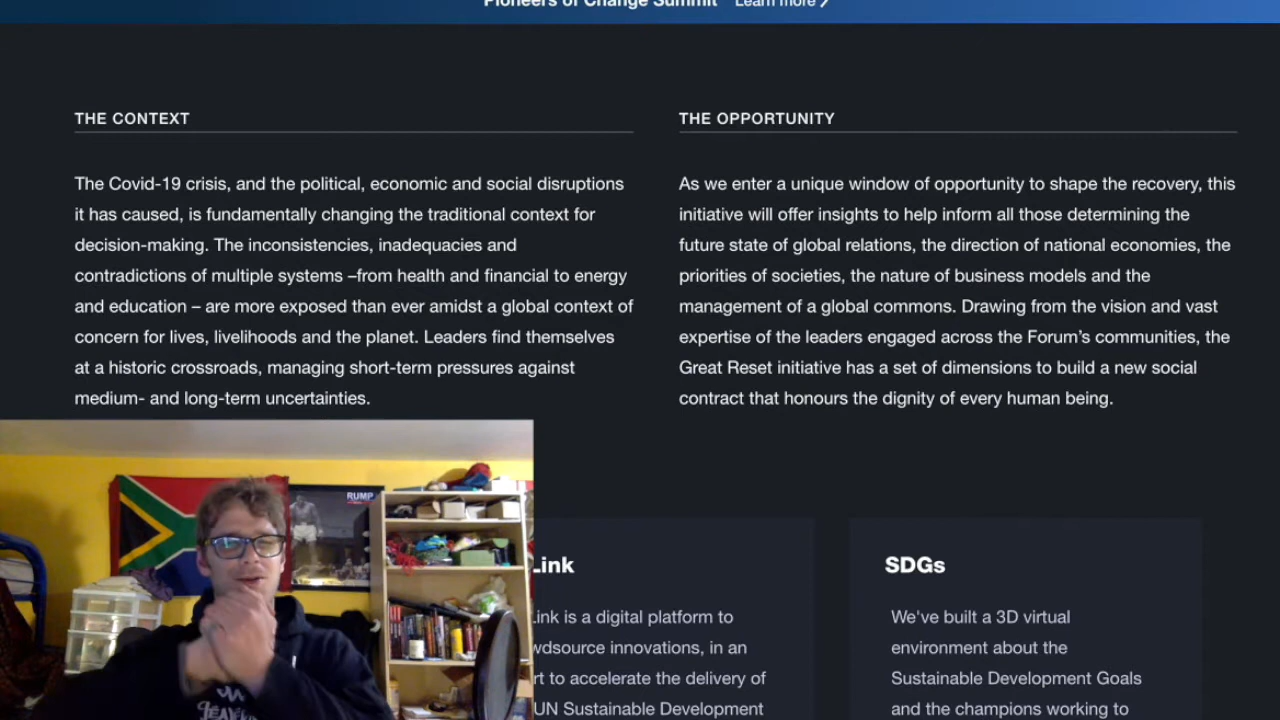 Pioneers of Change Summit Learn more
THE CONTEXT
The Covid-19 crisis, and the political, economic and social disruptions
it has caused, is fundamentally changing the traditional context for
decision-making. The inconsistencies, inadequacies and
contradictions of multiple systems –from health and financial to energy
and education – are more exposed than ever amidst a global context of
concern for lives, livelihoods and the planet. Leaders find themselves
at a historic crossroads, managing short-term pressures against
medium- and long-term uncertainties.
THE OPPORTUNITY
As we enter a unique window of opportunity to shape the recovery, this
initiative will offer insights to help inform all those determining the
future state of global relations, the direction of national economies, the
priorities of societies, the nature of business models and the
management of a global commons. Drawing from the vision and vast
expertise of the leaders engaged across the Forum's communities, the
Great Reset initiative has a set of dimensions to build a new social
contract that honours the dignity of every human being.
RUMP
Link
Link is a digital platform to
wdsource innovations, in an
rt to accelerate the delivery of
UN Sustainable Development
SDGs
We've built a 3D virtual
environment about the
Sustainable Development Goals
and the champions working to